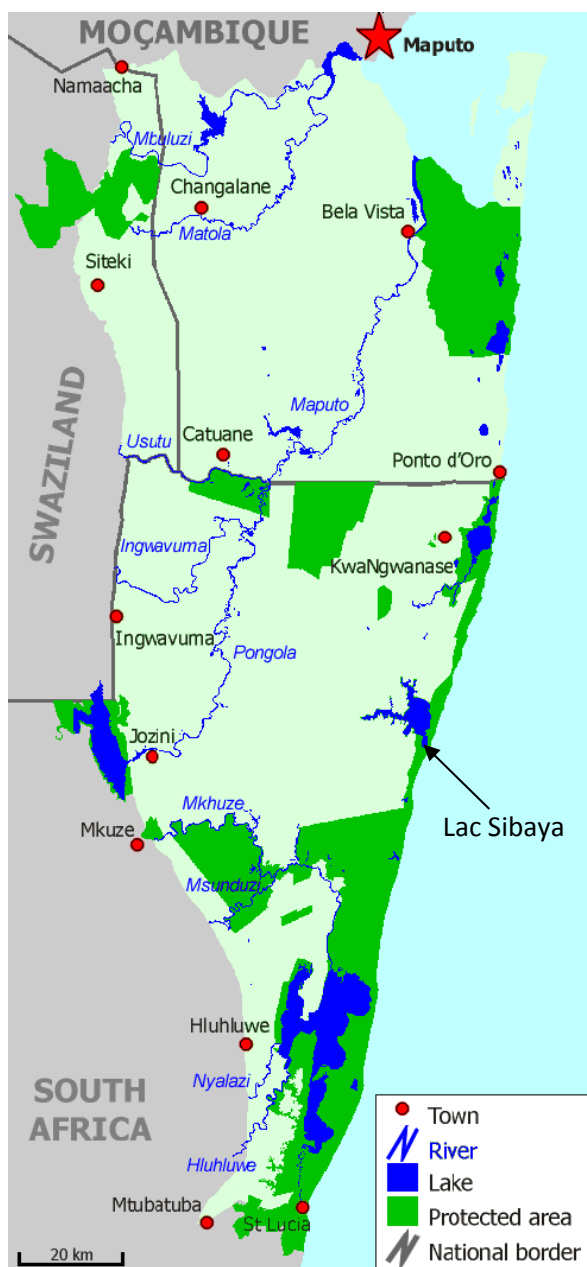 MOÇAMBIQUE
Maputo
Namaacha
Mbuluzi
Changalane
Bela Vista
Matola
Siteki
SWAZILAND
Maputo
Usutu
Catuane
Ponto d'Oro
Ingwavuma
KwaNgwanase
Ingwavuma
Pongola
Jozini
Mkhuze
Lac Sibaya
Mkuze
Msunduzi
Hluhluwe
Nyalazi
SOUTH
AFRICA
Hluhluwe
Mtubatuba
St Lucia
20 km
Town
River
Lake
Protected area
National border